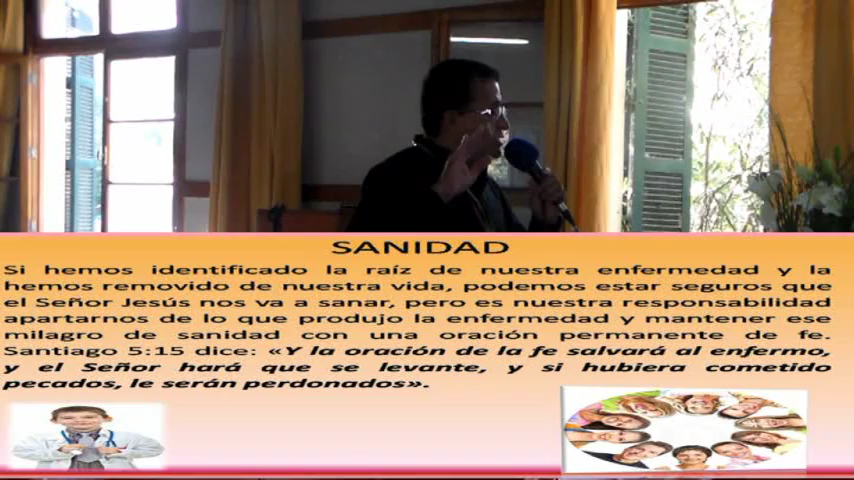 SANIDAD
Si hemos identificado la raíz de nuestra enfermedad y la
hemos removido de nuestra vida, podemos estar seguros que
el Señor Jesús nos va a sanar, pero es nuestra responsabilidad
apartarnos de lo que produjo la enfermedad y mantener ese
milagro de sanidad con una oración permanente de fe.
Santiago 5:15 dice: «Y la oración de la fe salvará al enfermo,
y el Señor hará que se levante, y si hubiera cometido
pecados, le serán perdonados».